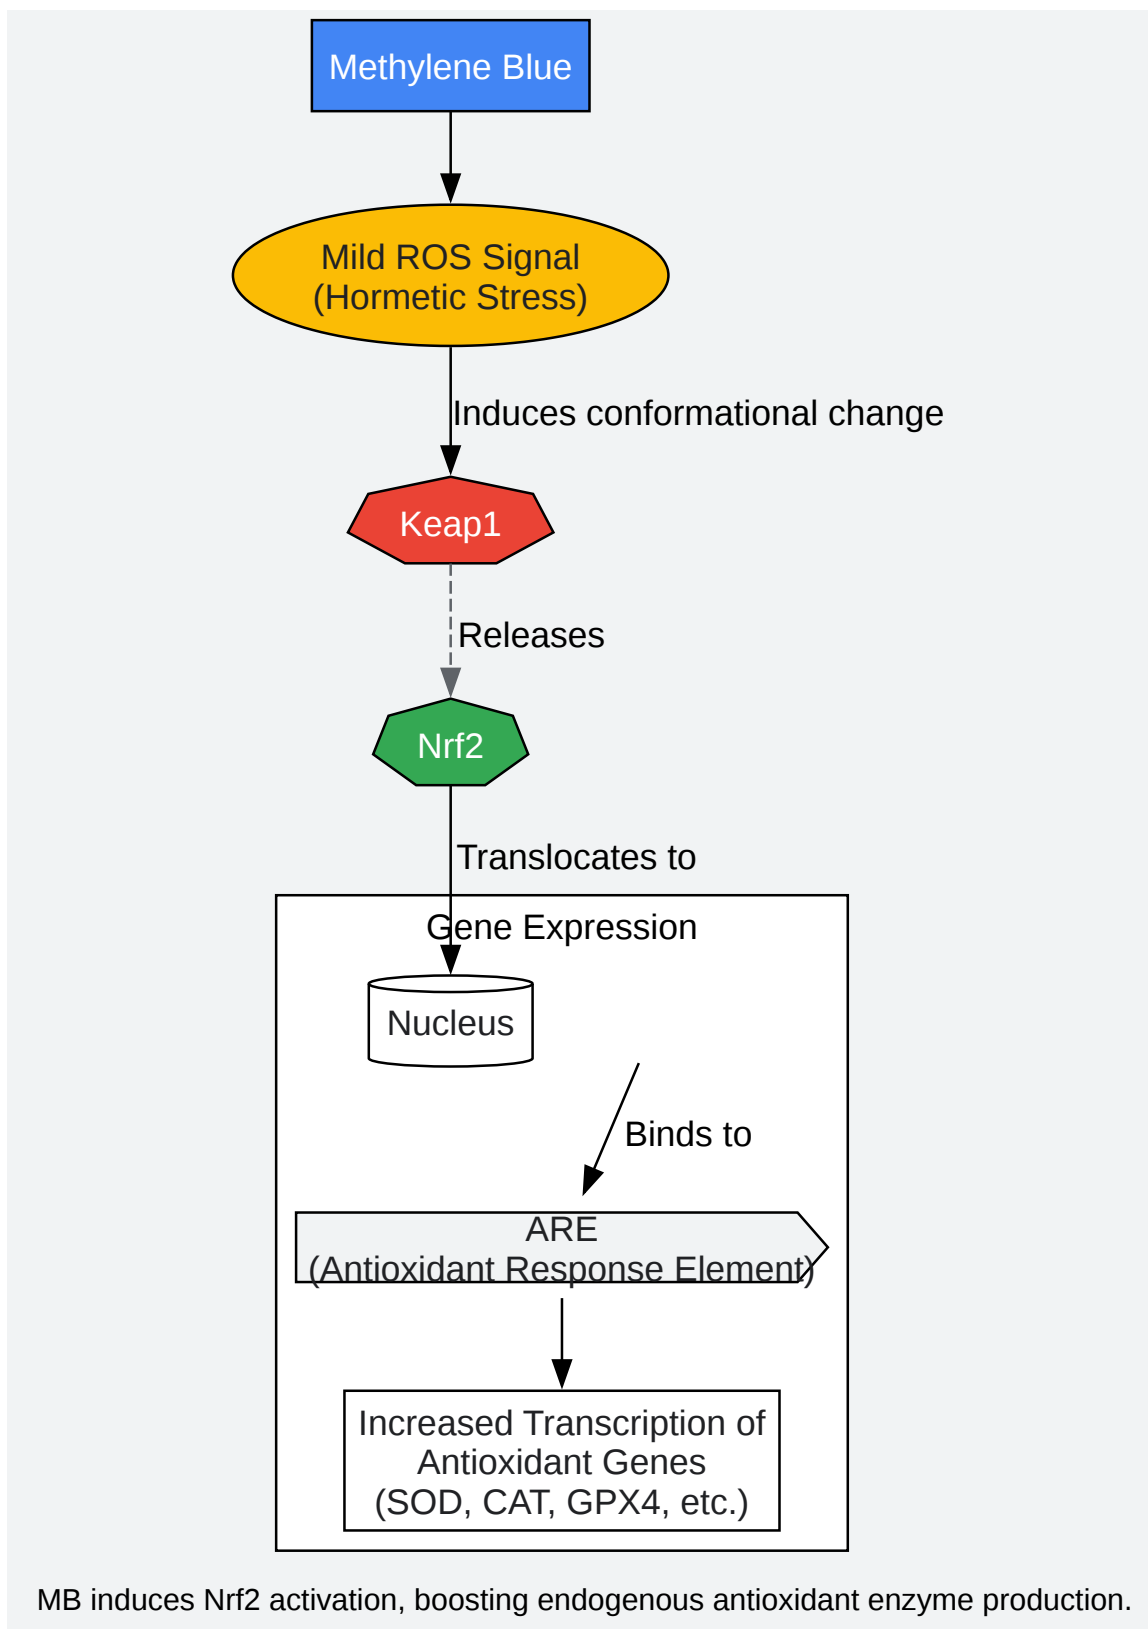 Methylene Blue
Mild ROS Signal
(Hormetic Stress)
Induces conformational change
Keap1
Releases
Nrf2
Translocates to
Gene Expression
Nucleus
Binds to
ARE
(Antioxidant Response Element)
Increased Transcription of
Antioxidant Genes
(SOD, CAT, GPX4, etc.)
MB induces Nrf2 activation, boosting endogenous antioxidant enzyme production.